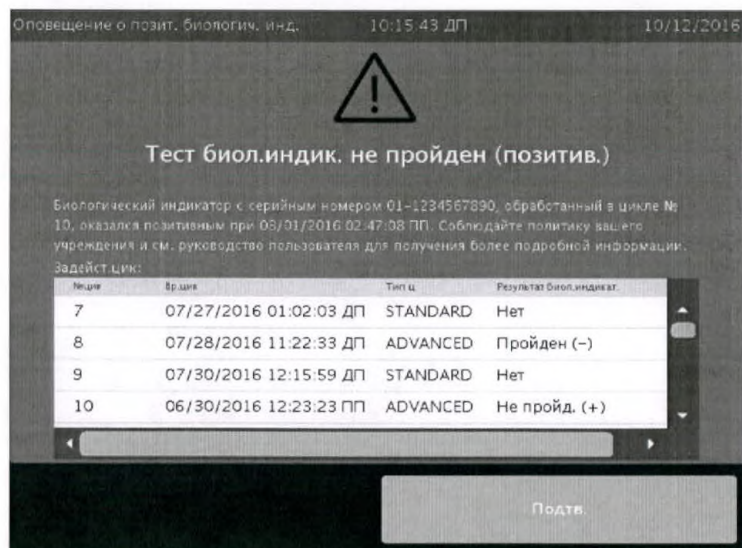 Оповещение о позит. биологич. инд. 10:15:43 ДП 10/12/2016
Тест биол.индик. не пройден (позитив.)
Биологический индикатор с серийным номером 01-1234567890, обработанный в цикле №
10, оказался позитивным при 08/01/2016 02:47:08 ПП. Соблюдайте политику вашего
учреждения и см. руководство пользователя для получения более подробной информации.
Задейст.цик:
№цик Вр.цик Тип ц Результат биол.индикат.
7 07/27/2016 01:02:03 ДП STANDARD Нет
8 07/28/2016 11:22:33 ДП ADVANCED Пройден (-)
9 07/30/2016 12:15:59 ДП STANDARD Нет
10 06/30/2016 12:23:23 ПП ADVANCED Не пройд. (+)
Подтв.